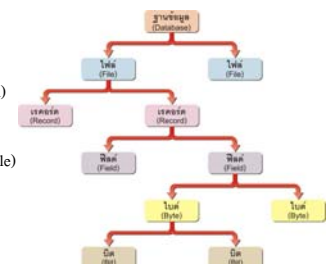 ฐานข้อมูล
(Database)
ไฟล์
(File)
ไฟล์
(File)
เรคอร์ด
(Record)
เรคอร์ด
(Record)
ฟิลด์
(Field)
ฟิลด์
(Field)
ไบต์
(Byte)
ไบต์
(Byte)
บิต
(Bit)
บิต
(Bit)